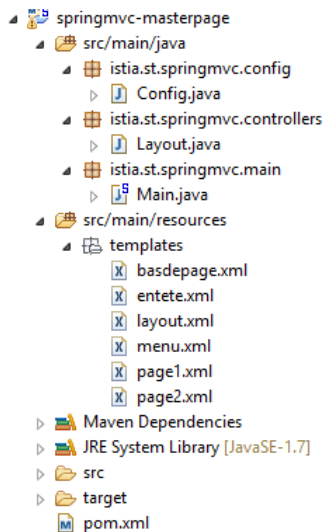 springmvc-masterpage
src/main/java
istia.st.springmvc.config
Config.java
istia.st.springmvc.controllers
Layout.java
istia.st.springmvc.main
Main.java
src/main/resources
templates
basdepage.xml
entete.xml
layout.xml
menu.xml
page1.xml
page2.xml
Maven Dependencies
JRE System Library [JavaSE-1.7]
src
target
pom.xml